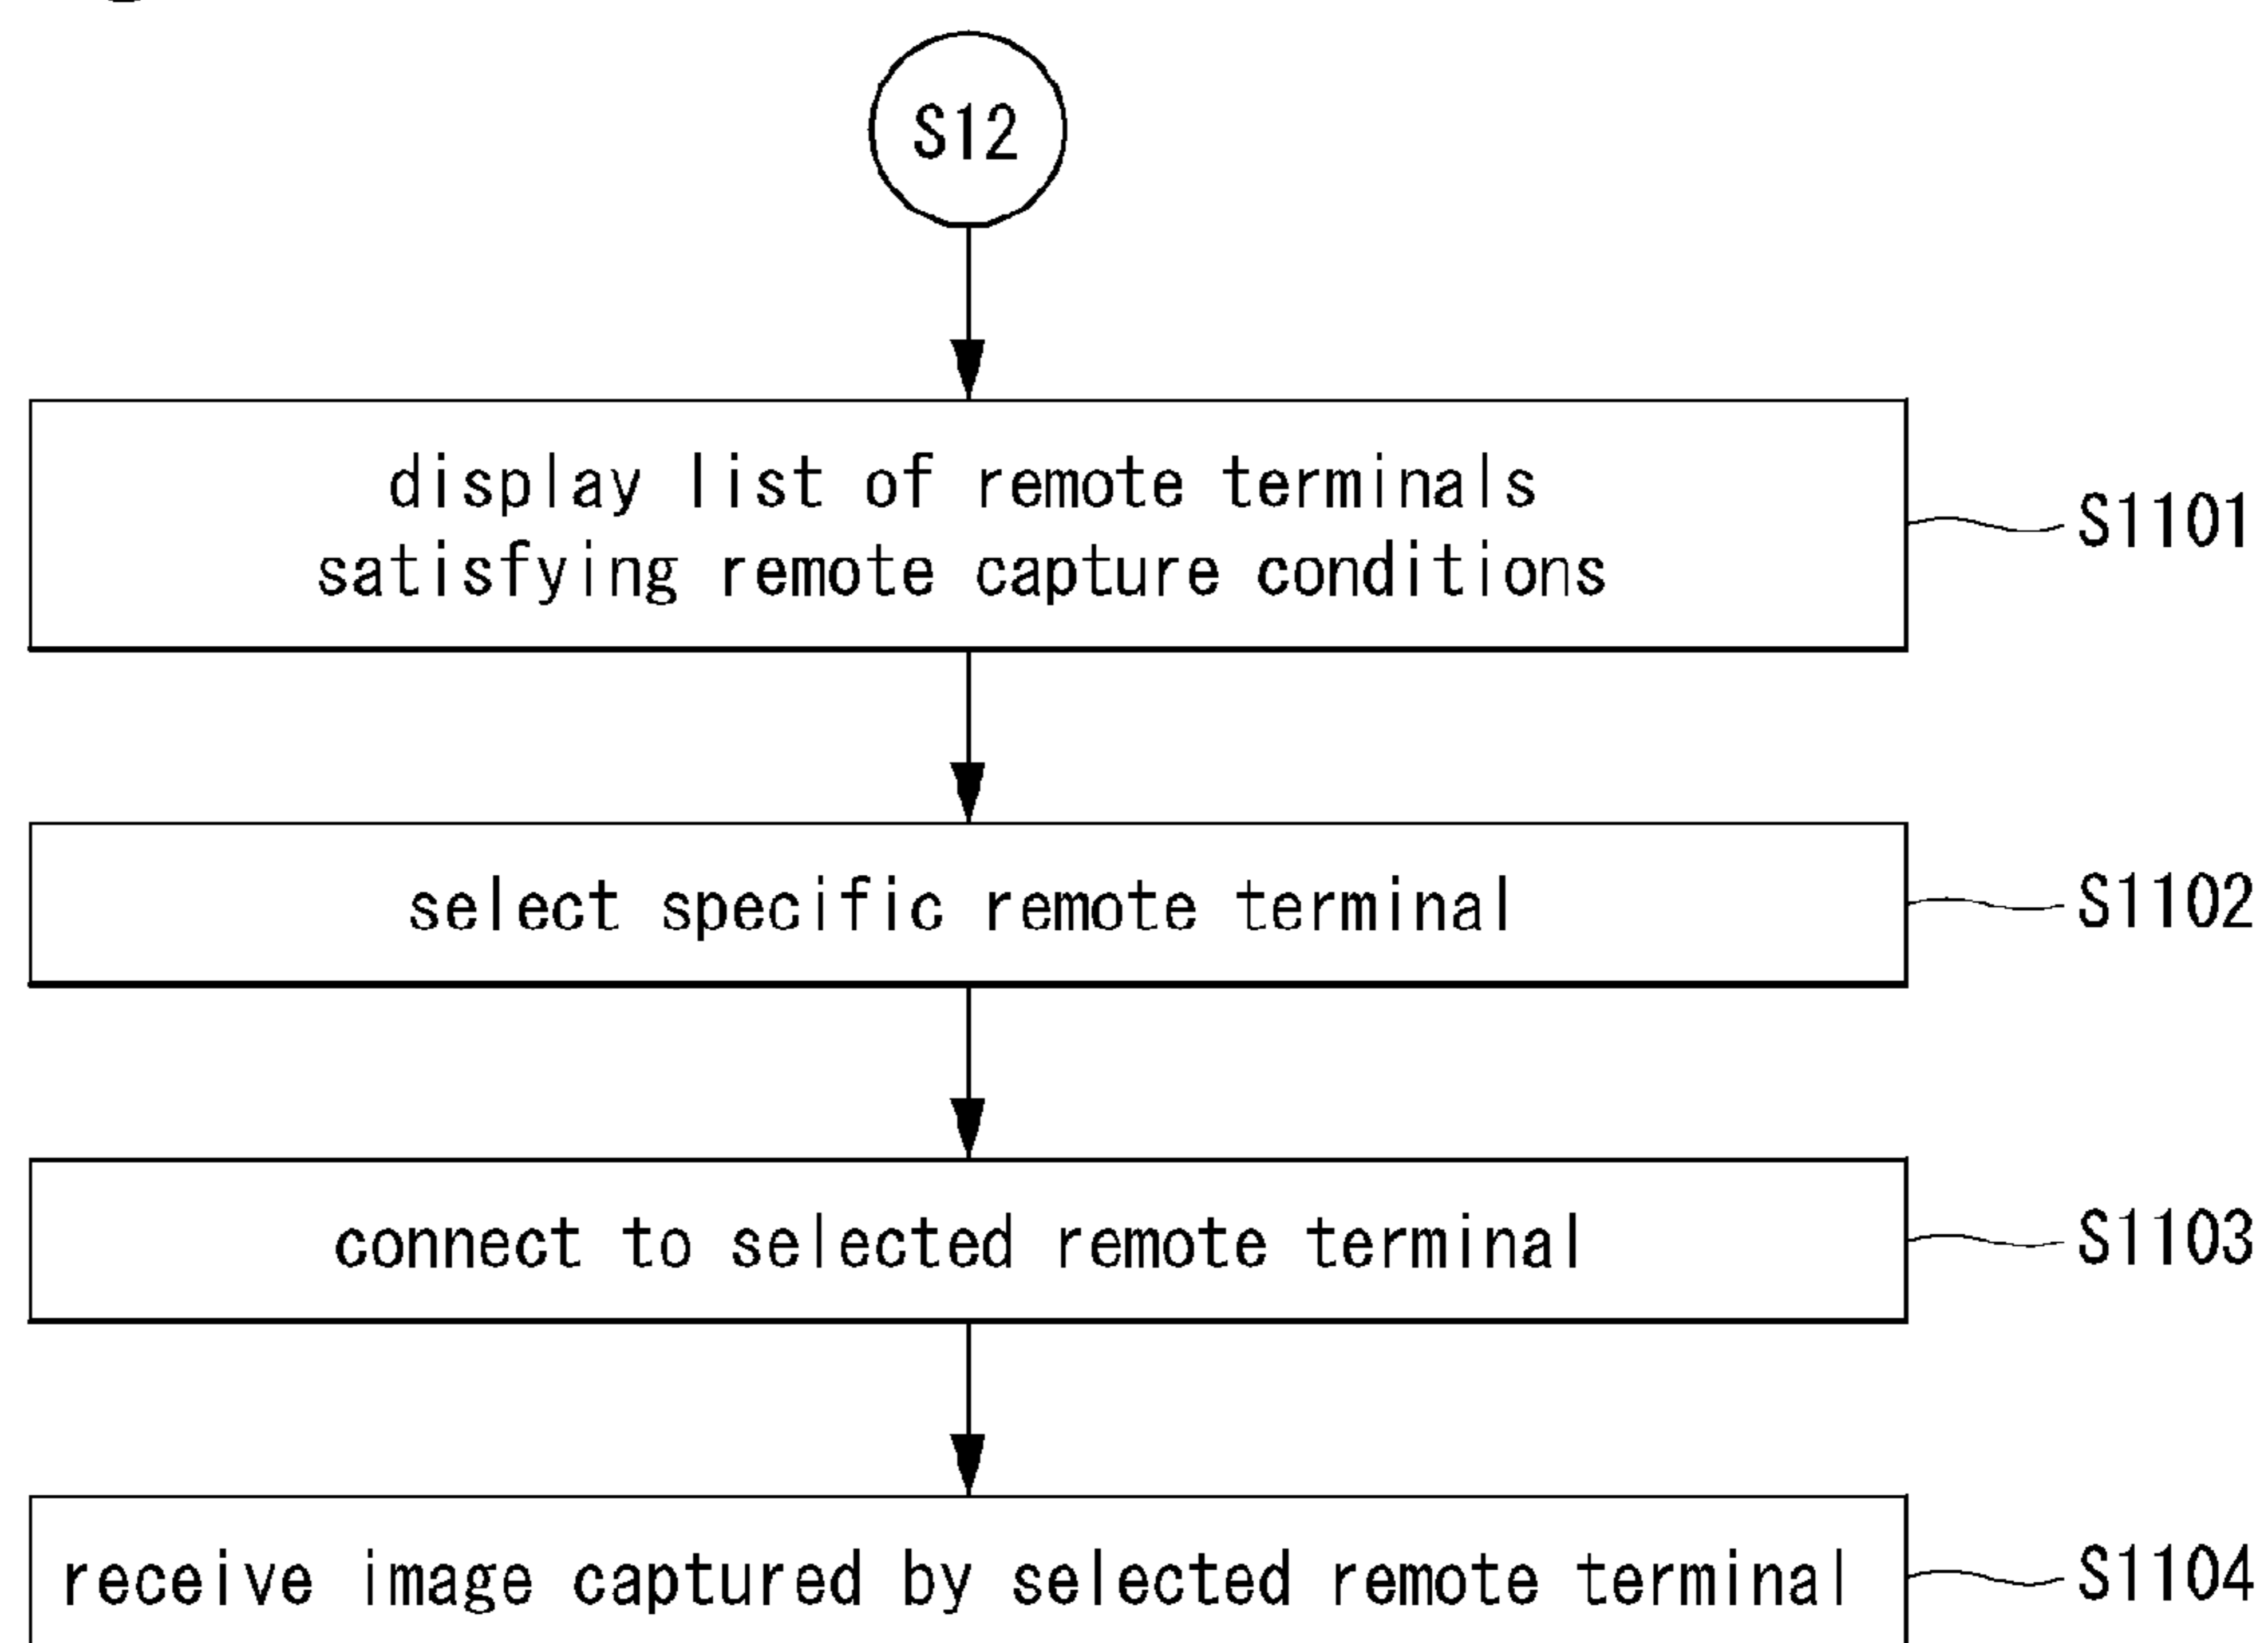 S12
display list of remote terminals
satisfying remote capture conditions
S1101
select specific remote terminal
S1102
connect to selected remote terminal
S1103
receive image captured by selected remote terminal
S1104